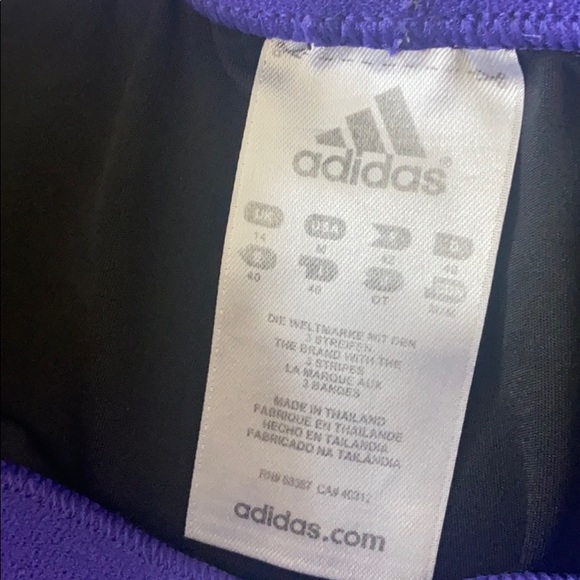 adidas
UK USA D
14 M 42 40
40 40 OT
DIE WELTMARKE MIT DEN
3 STREIFEN
THE BRAND WITH THE
3 STRIPES
LA MARQUE AUX
3 BANDES
MADE IN THAILAND
FABRIQUE EN THAILANDE
HECHO EN TAILANDIA
FABRICADO NA TAILÂNDIA
RN# CA# 40312
adidas.com